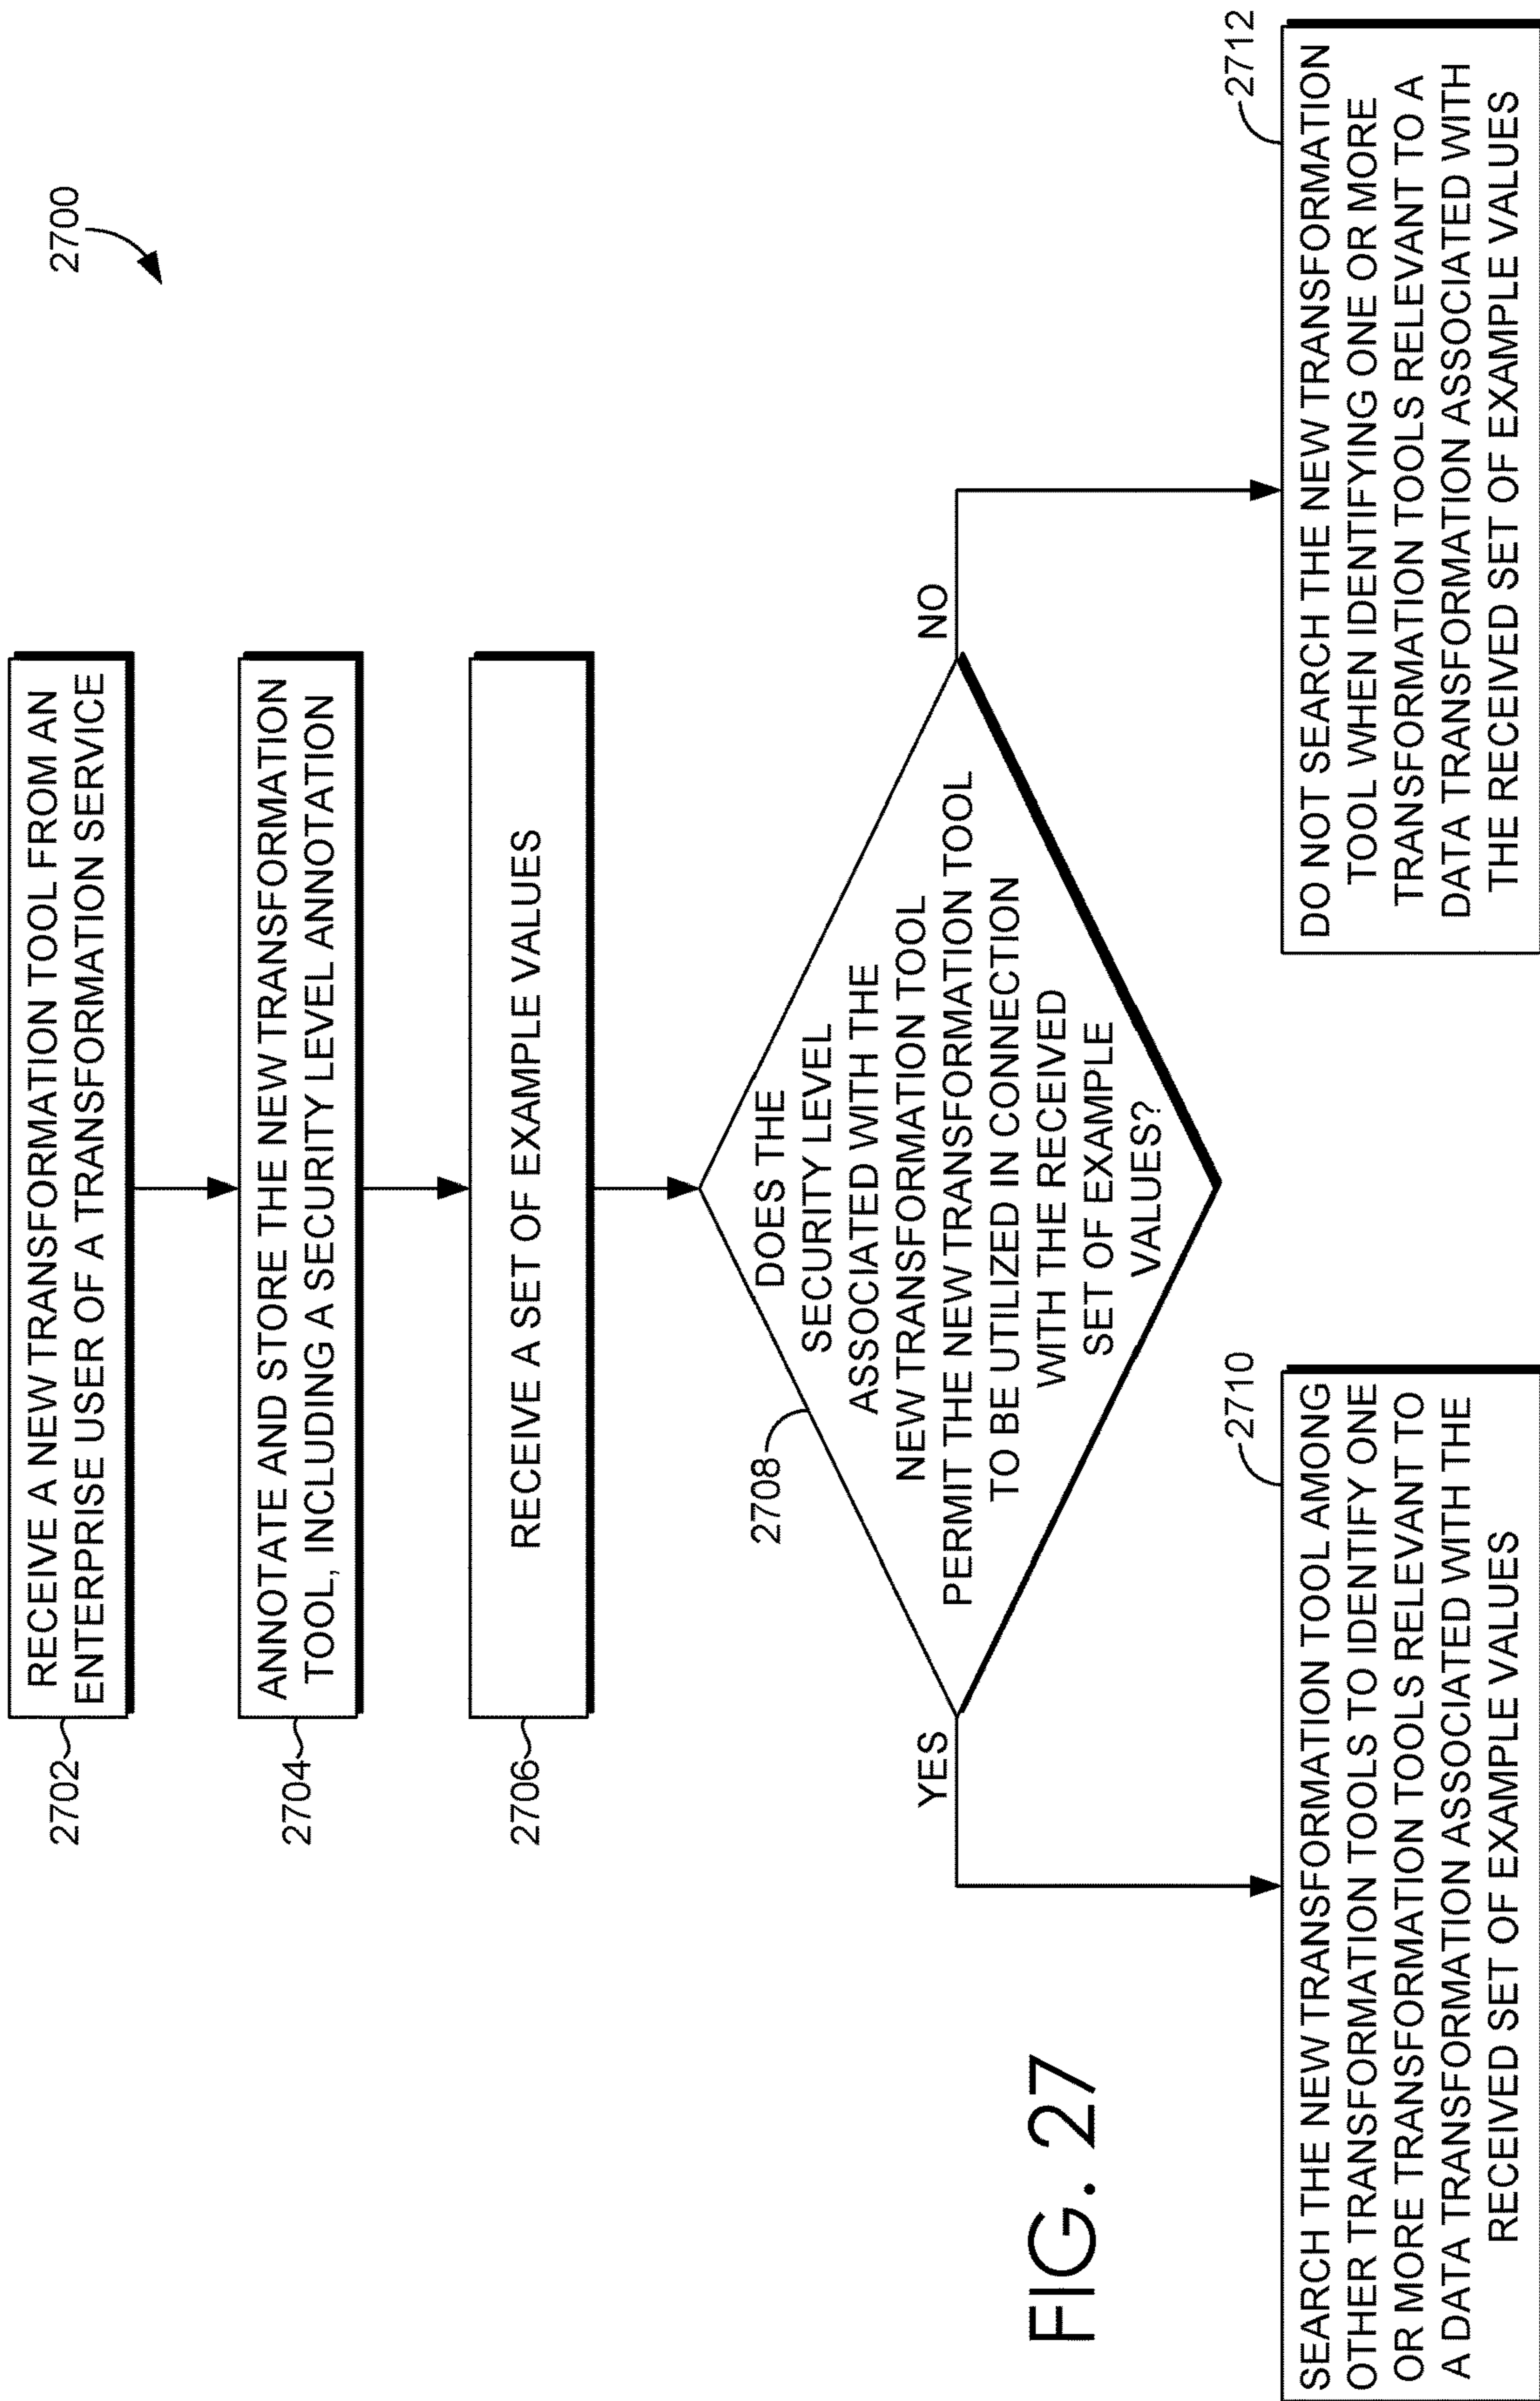 2700
RECEIVE A NEW TRANSFORMATION TOOL FROM AN
ENTERPRISE USER OF A TRANSFORMATION SERVICE
2702
ANNOTATE AND STORE THE NEW TRANSFORMATION
TOOL, INCLUDING A SECURITY LEVEL ANNOTATION
2704
RECEIVE A SET OF EXAMPLE VALUES
2706
DOES THE
SECURITY LEVEL
ASSOCIATED WITH THE
NEW TRANSFORMATION TOOL
PERMIT THE NEW TRANSFORMATION TOOL
TO BE UTILIZED IN CONNECTION
WITH THE RECEIVED
SET OF EXAMPLE
VALUES?
2708
YES
NO
2710
SEARCH THE NEW TRANSFORMATION TOOL AMONG
OTHER TRANSFORMATION TOOLS TO IDENTIFY ONE
OR MORE TRANSFORMATION TOOLS RELEVANT TO
A DATA TRANSFORMATION ASSOCIATED WITH THE
RECEIVED SET OF EXAMPLE VALUES
2712
DO NOT SEARCH THE NEW TRANSFORMATION
TOOL WHEN IDENTIFYING ONE OR MORE
TRANSFORMATION TOOLS RELEVANT TO A
DATA TRANSFORMATION ASSOCIATED WITH
THE RECEIVED SET OF EXAMPLE VALUES
FIG. 27